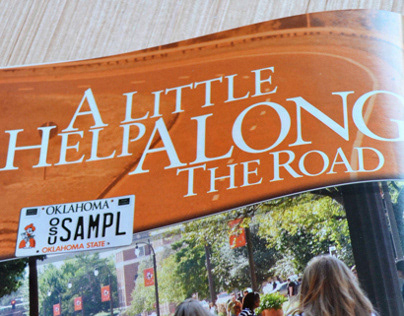 A LITTLE
HELP ALONG
THE ROAD
OKLAHOMA
OSU SAMPL
OKLAHOMA STATE